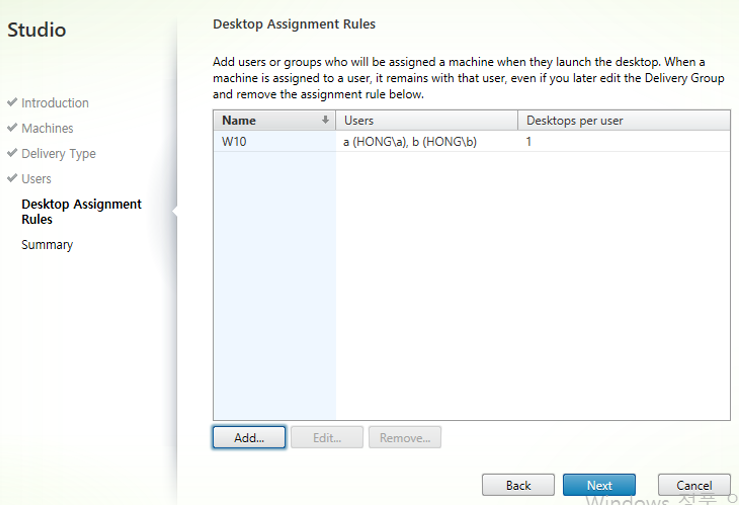 Studio
Introduction
Machines
Delivery Type
Users
Desktop Assignment
Rules
Summary
Desktop Assignment Rules
Add users or groups who will be assigned a machine when they launch the desktop. When a
machine is assigned to a user, it remains with that user, even if you later edit the Delivery Group
and remove the assignment rule below.
Name Users Desktops per user
W10 a (HONG\a), b (HONG\b) 1
Add... Edit... Remove...
Back Next Cancel
Windows 정품